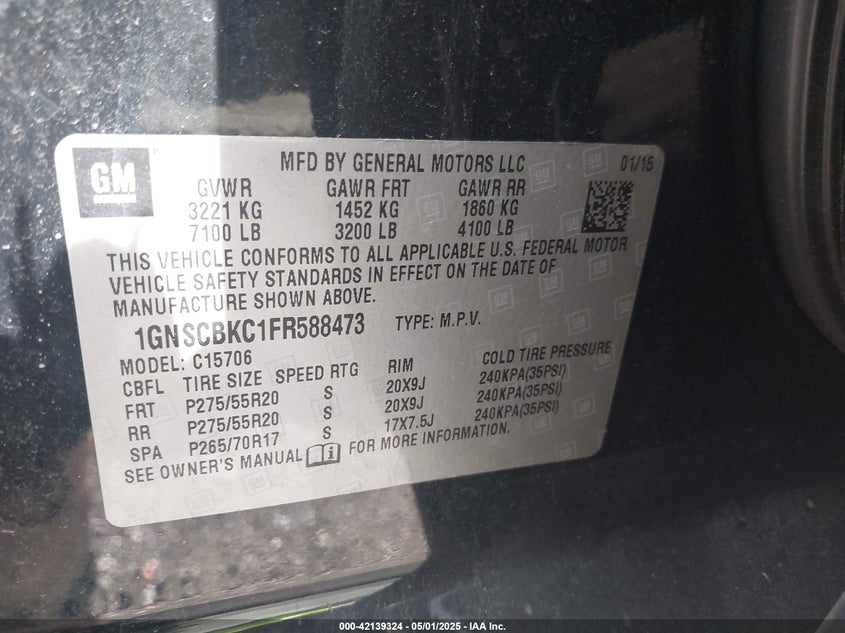 GM
MFD BY GENERAL MOTORS LLC 01/15
GVWR GAWR FRT GAWR RR
3221 KG 1452 KG 1860 KG
7100 LB 3200 LB 4100 LB
THIS VEHICLE CONFORMS TO ALL APPLICABLE U.S. FEDERAL MOTOR
VEHICLE SAFETY STANDARDS IN EFFECT ON THE DATE OF
MANUFACTURE SHOWN ABOVE.
1GNSCBKC1FR588473 TYPE: M.P.V.
MODEL: C15706
CBFL TIRE SIZE SPEED RTG RIM COLD TIRE PRESSURE
FRT P275/55R20 S 20X9J 240KPA(35PSI)
RR P275/55R20 S 20X9J 240KPA(35PSI)
SPA P265/70R17 S 17X7.5J 240KPA(35PSI)
SEE OWNER'S MANUAL FOR MORE INFORMATION.
000-42139324 - 05/01/2025 - IAA Inc.